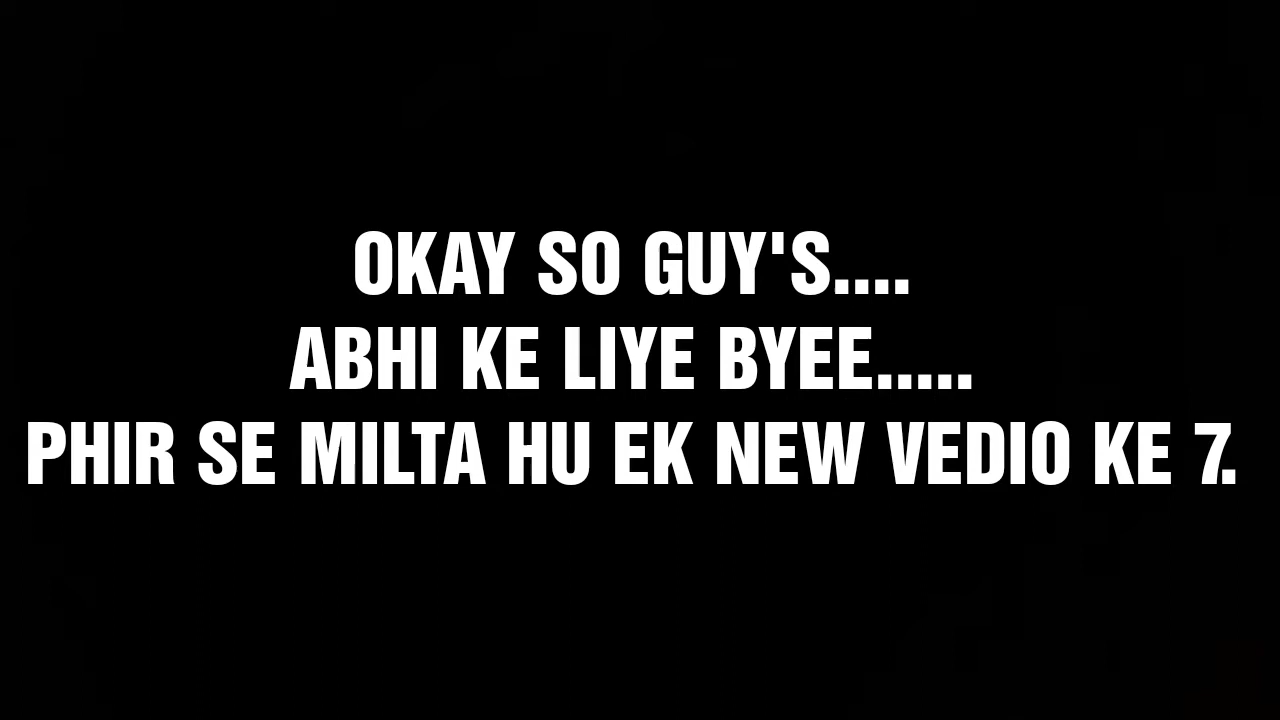 OKAY SO GUY'S....
ABHI KE LIYE BYEE.....
PHIR SE MILTA HU EK NEW VEDIO KE 7.